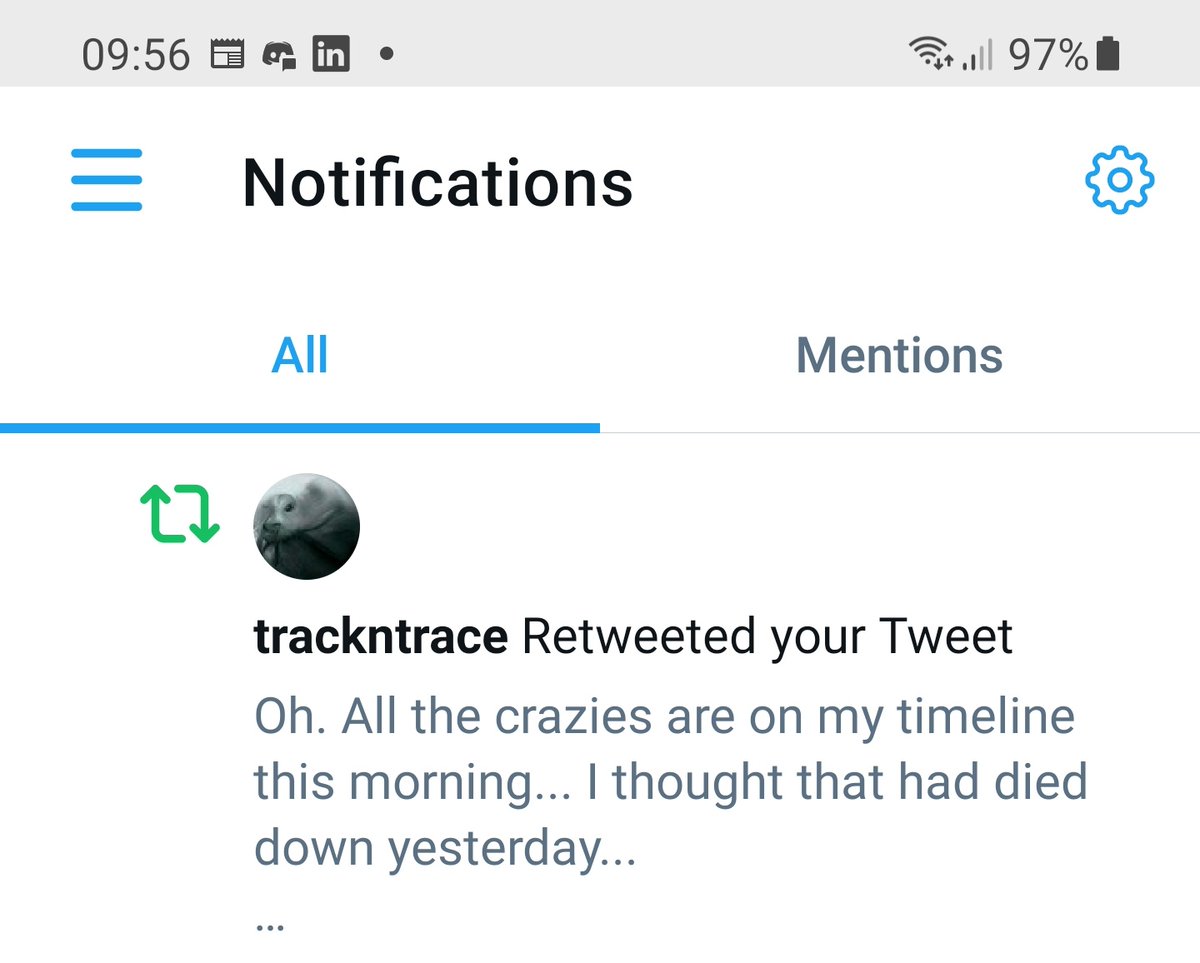 09:56 in 97%
Notifications
All Mentions
trackntrace Retweeted your Tweet
Oh. All the crazies are on my timeline
this morning... I thought that had died
down yesterday...
...